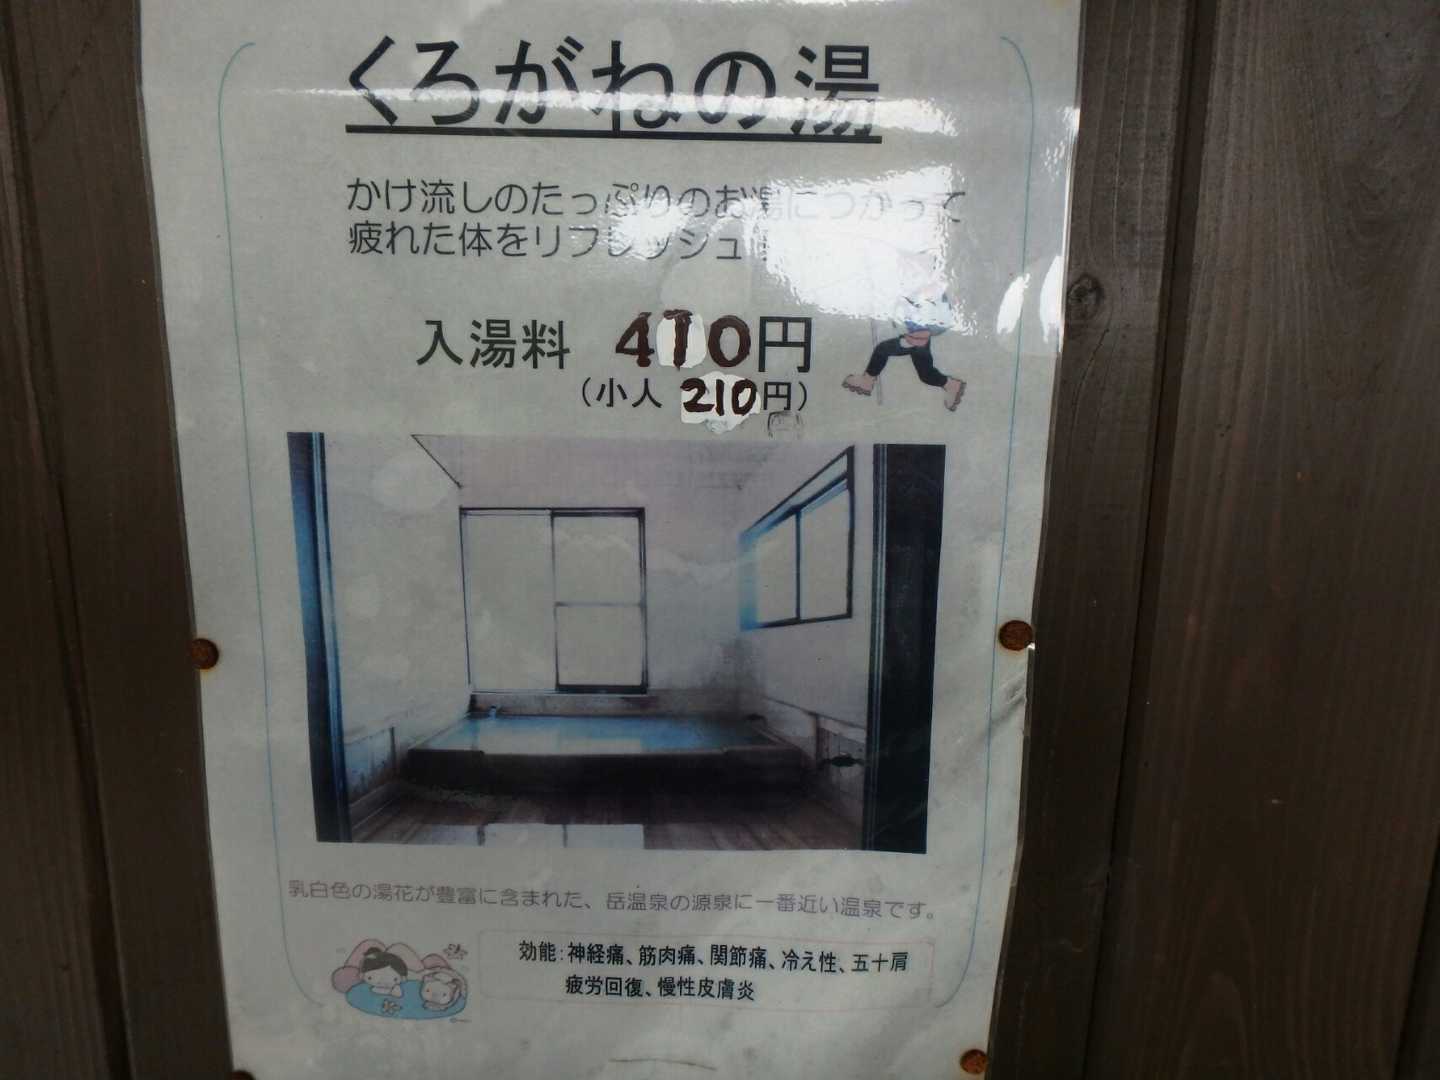 くろがねの湯
かけ流しのたっぷりのお湯につかって
疲れた体をリフレッシュ
入湯料 410円
(小人 210円)
乳白色の湯花が豊富に含まれた、岳温泉の源泉に一番近い温泉です。
効能：神経痛、筋肉痛、関節痛、冷え性、五十肩
疲労回復、慢性皮膚炎